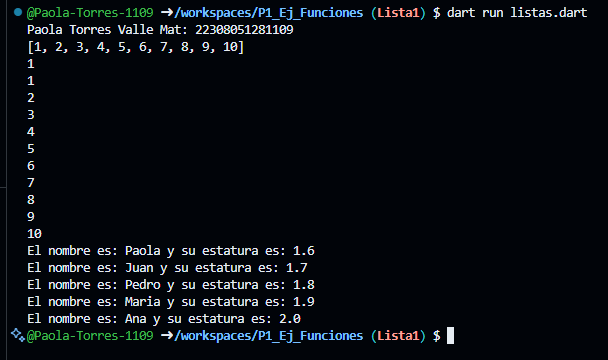 @Paola-Torres-1109 ➜/workspaces/P1_Ej_Funciones (Lista1) $ dart run listas.dart
Paola Torres Valle Mat: 22308051281109
[1, 2, 3, 4, 5, 6, 7, 8, 9, 10]
1
1
2
3
4
5
6
7
8
9
10
El nombre es: Paola y su estatura es: 1.6
El nombre es: Juan y su estatura es: 1.7
El nombre es: Pedro y su estatura es: 1.8
El nombre es: Maria y su estatura es: 1.9
El nombre es: Ana y su estatura es: 2.0
@Paola-Torres-1109 ➜/workspaces/P1_Ej_Funciones (Lista1) $